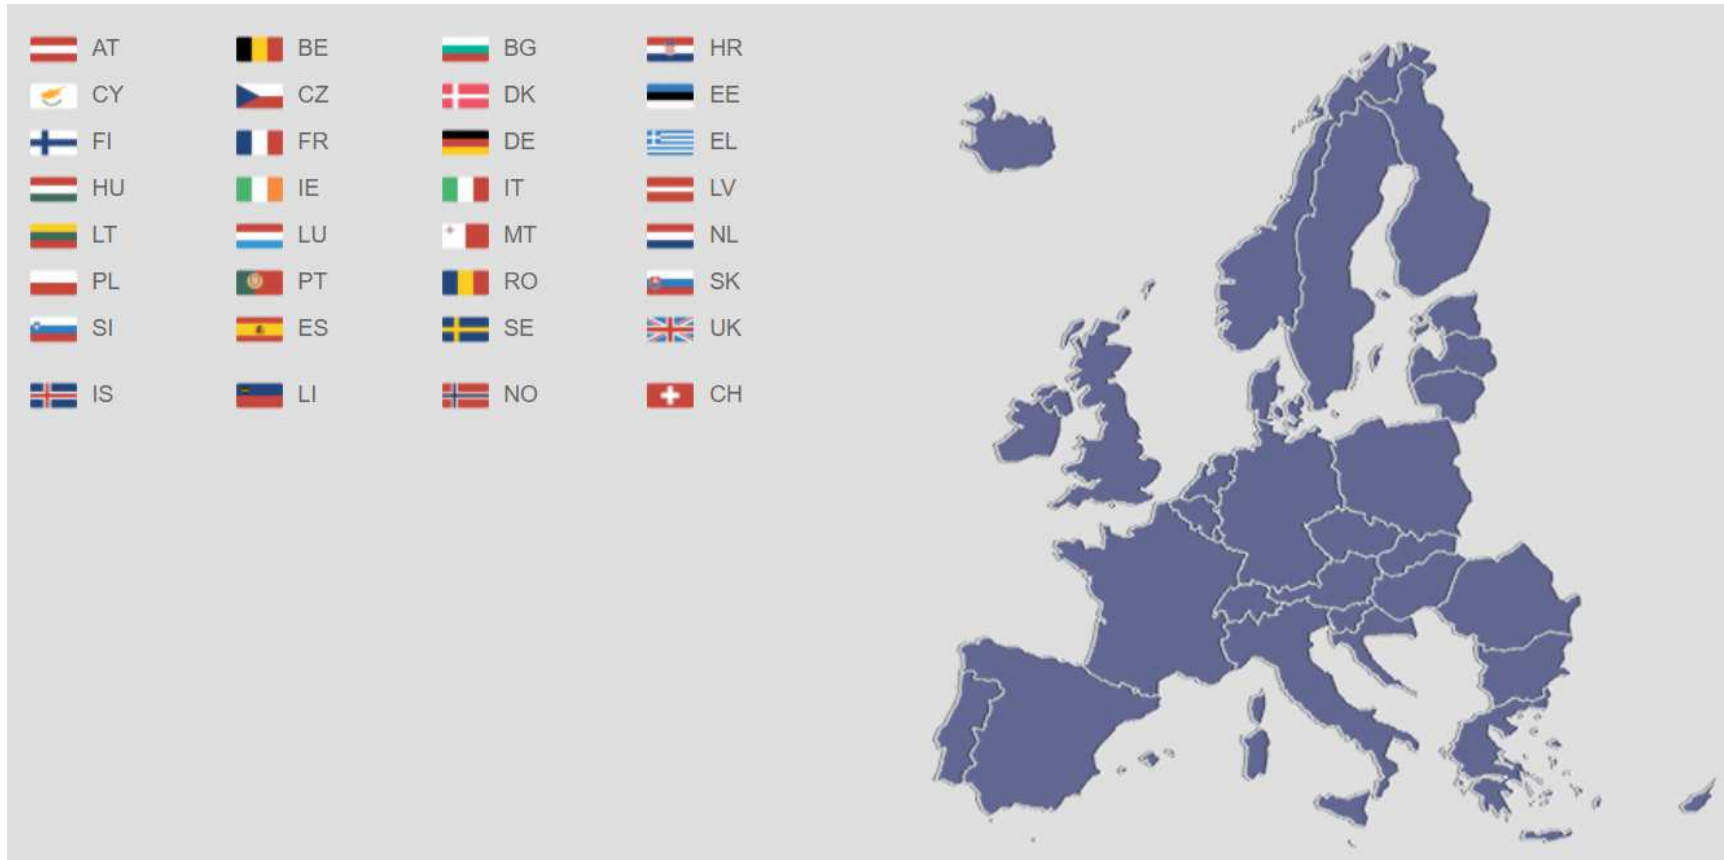 AT BE BG HR
CY CZ DK EE
FI FR DE EL
HU IE IT LV
LT LU MT NL
PL PT RO SK
SI ES SE UK
IS LI NO CH